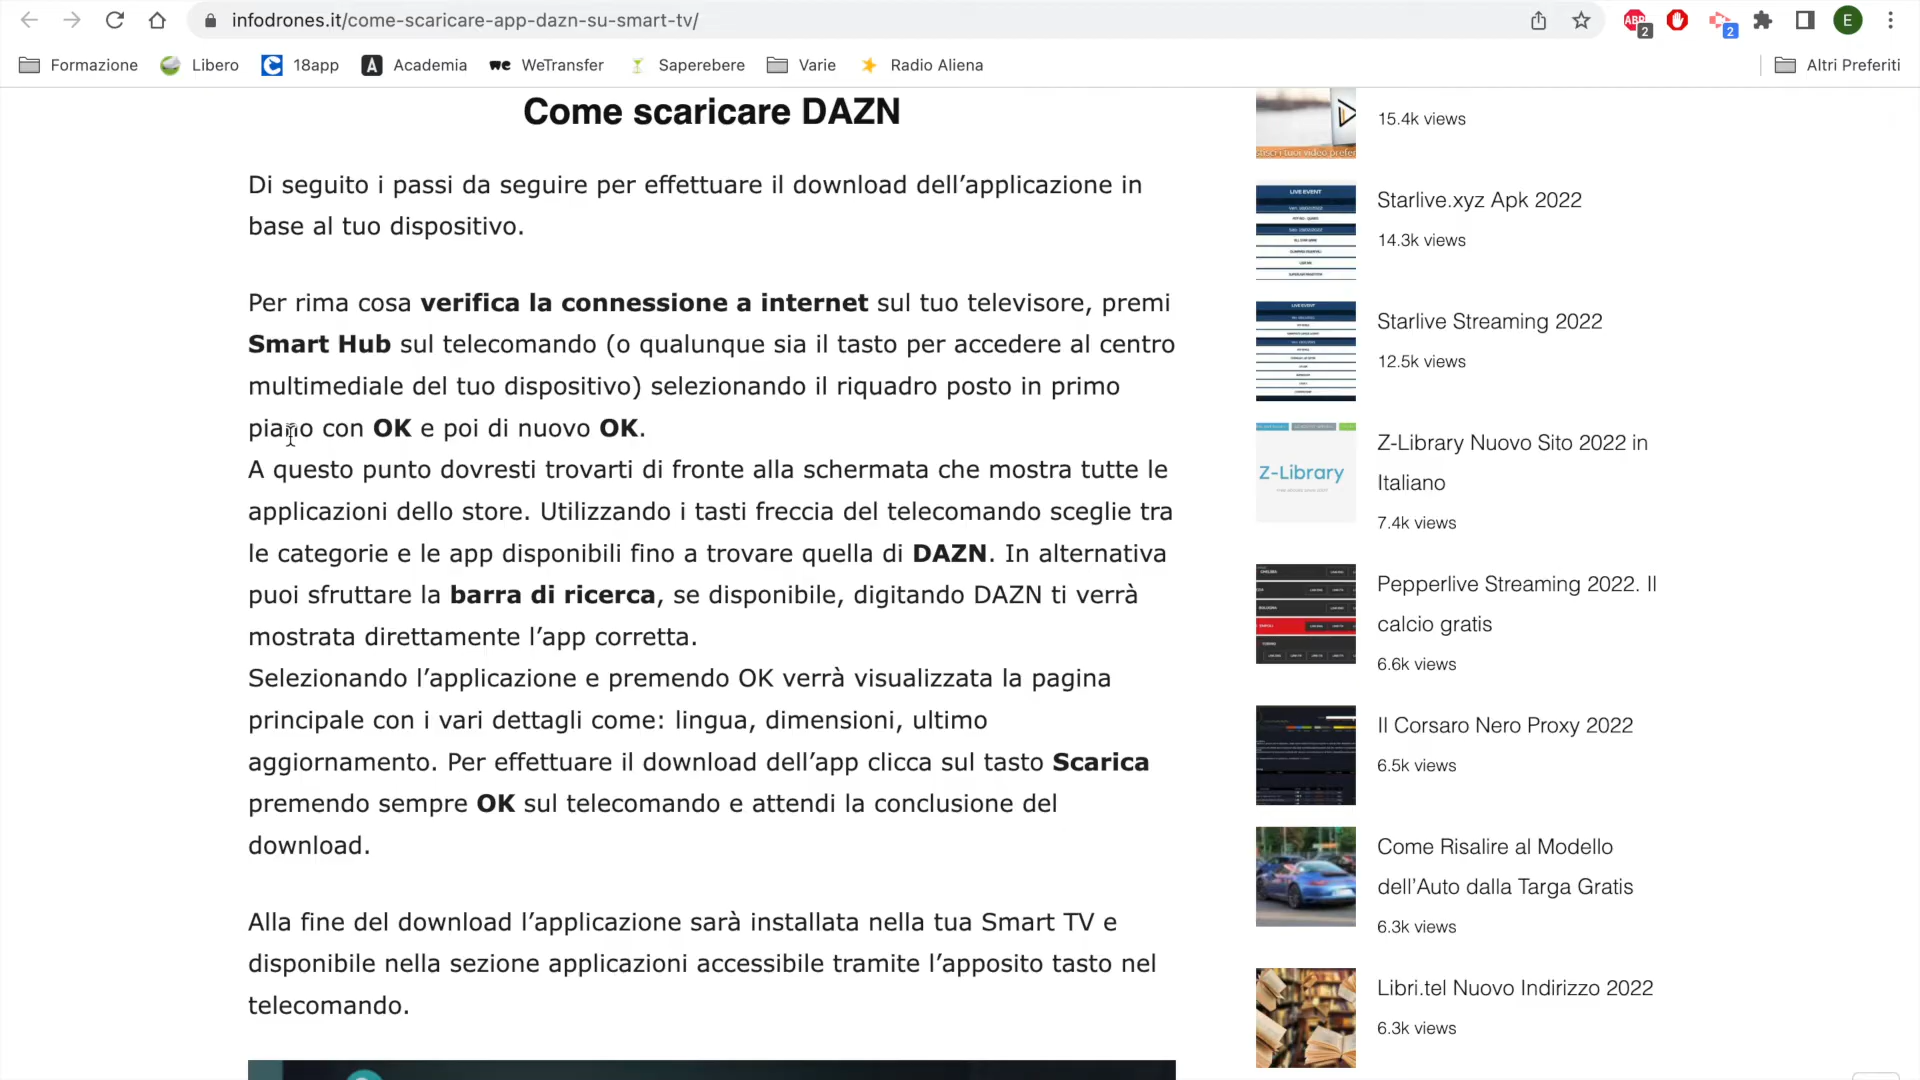 infodrones.it/come-scaricare-app-dazn-su-smart-tv/
ABP
2
2
E
Formazione
Libero
18app
A
Academia
we
WeTransfer
Saperebere
Varie
Radio Aliena
Altri Preferiti
Come scaricare DAZN
Di seguito i passi da seguire per effettuare il download dell’applicazione in
base al tuo dispositivo.
Per rima cosa verifica la connessione a internet sul tuo televisore, premi
Smart Hub sul telecomando (o qualunque sia il tasto per accedere al centro
multimediale del tuo dispositivo) selezionando il riquadro posto in primo
piano con OK e poi di nuovo OK.
A questo punto dovresti trovarti di fronte alla schermata che mostra tutte le
applicazioni dello store. Utilizzando i tasti freccia del telecomando sceglie tra
le categorie e le app disponibili fino a trovare quella di DAZN. In alternativa
puoi sfruttare la barra di ricerca, se disponibile, digitando DAZN ti verrà
mostrata direttamente l’app corretta.
Selezionando l’applicazione e premendo OK verrà visualizzata la pagina
principale con i vari dettagli come: lingua, dimensioni, ultimo
aggiornamento. Per effettuare il download dell’app clicca sul tasto Scarica
premendo sempre OK sul telecomando e attendi la conclusione del
download.
Alla fine del download l’applicazione sarà installata nella tua Smart TV e
disponibile nella sezione applicazioni accessibile tramite l’apposito tasto nel
telecomando.
15.4k views
LIVE EVENT
Starlive.xyz Apk 2022
14.3k views
LIVE EVENT
Starlive Streaming 2022
12.5k views
Z-Library
Z-Library Nuovo Sito 2022 in
Italiano
7.4k views
Pepperlive Streaming 2022. Il
calcio gratis
6.6k views
Il Corsaro Nero Proxy 2022
6.5k views
Come Risalire al Modello
dell’Auto dalla Targa Gratis
6.3k views
Libri.tel Nuovo Indirizzo 2022
6.3k views